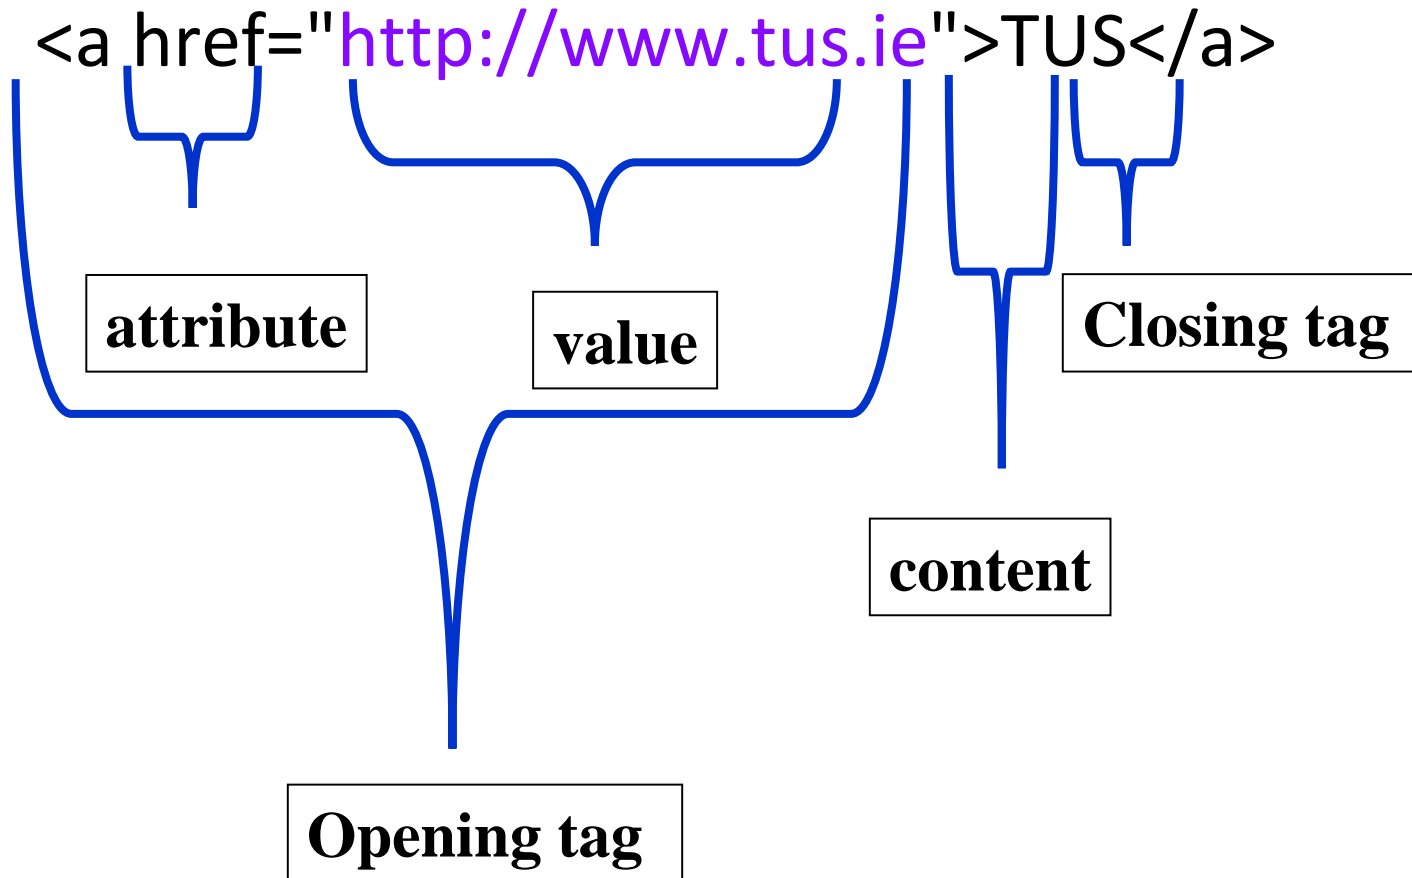 <a href="http://www.tus.ie">TUS</a>
attribute
value
Closing tag
content
Opening tag